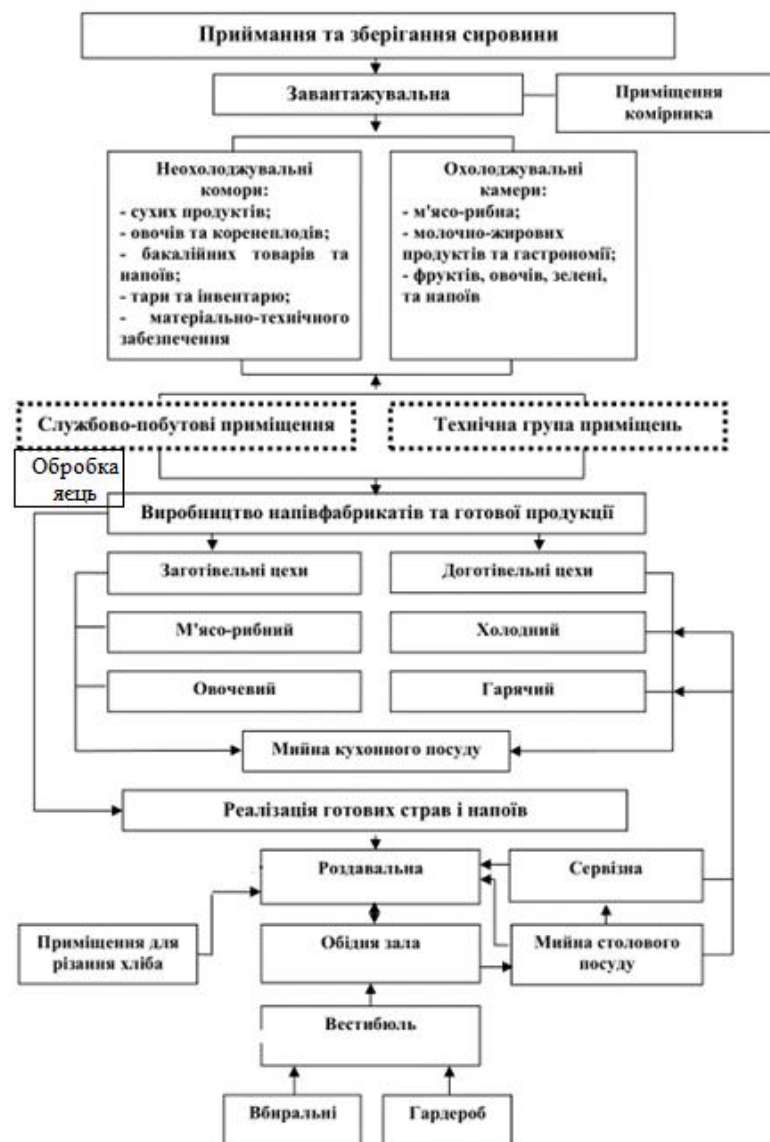 Приймання та зберігання сировини
Завантажувальна
Приміщення
комірника
Неохолоджувальні
комори:
- сухих продуктів;
- овочів та коренеплодів;
- бакалійних товарів та
напоїв;
- тари та інвентарю;
- матеріально-технічного
забезпечення
Охолоджувальні
камери:
- м'ясо-рибна;
- молочно-жирових
продуктів та гастрономії;
- фруктів, овочів, зелені,
та напоїв
Службово-побутові приміщення
Технічна група приміщень
Обробка
яєць
Виробництво напівфабрикатів та готової продукції
Заготівельні цехи
Доготівельні цехи
М'ясо-рибний
Холодний
Овочевий
Гарячий
Мийна кухонного посуду
Реалізація готових страв і напоїв
Роздавальна
Сервізна
Приміщення для
різання хліба
Обідня зала
Мийна столового
посуду
Вестибюль
Вбиральні
Гардероб